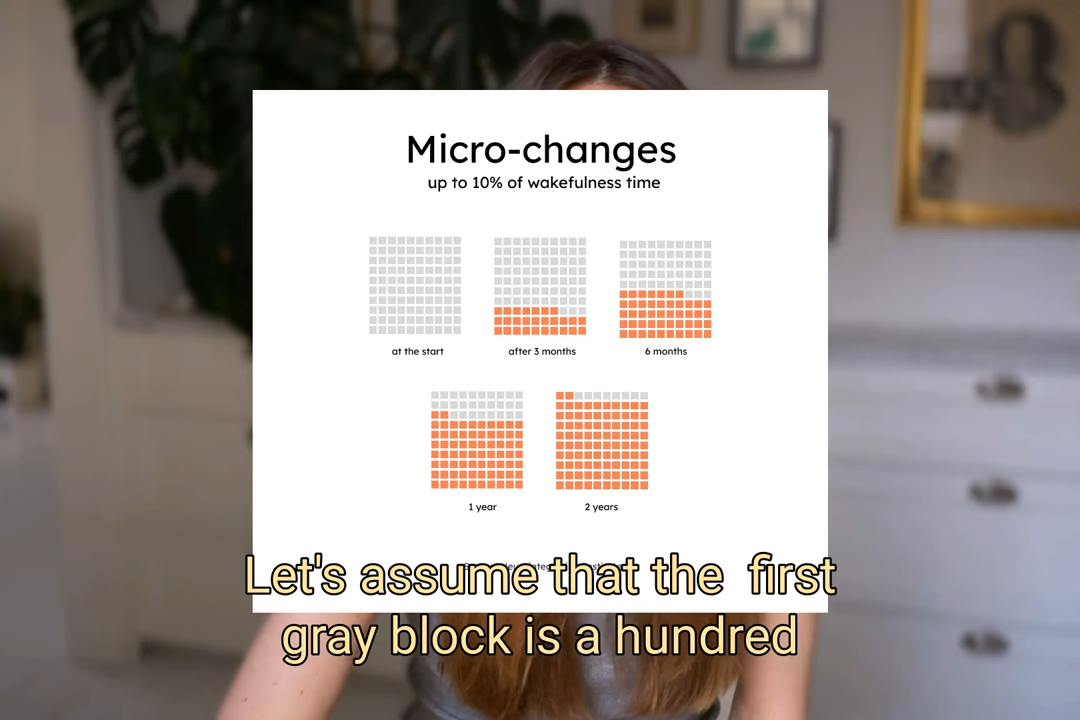 Micro-changes
up to 10% of wakefulness time
at the start
after 3 months
6 months
1 year
2 years
Let's assume that the first
gray block is a hundred